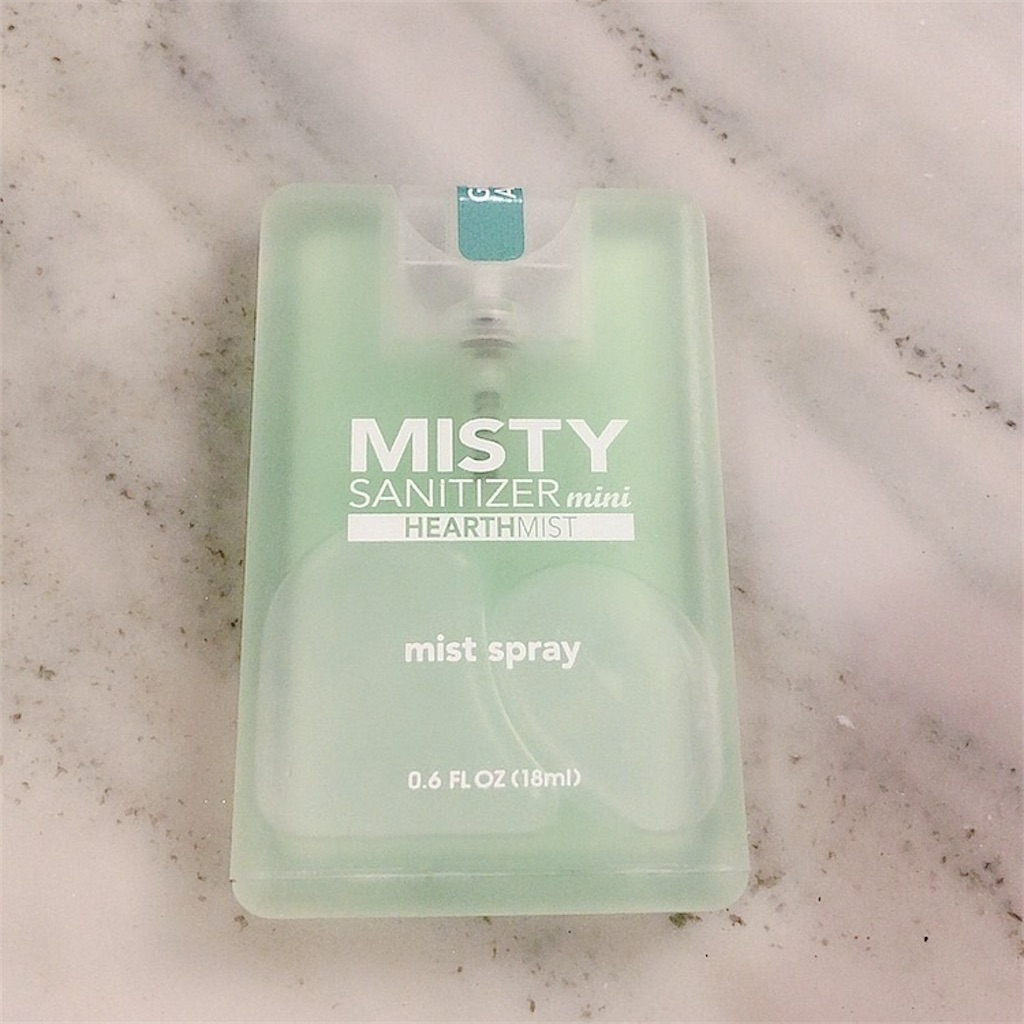 MISTY
SANITIZER mini
HEARTHMIST
mist spray
0.6 FL OZ (18ml)